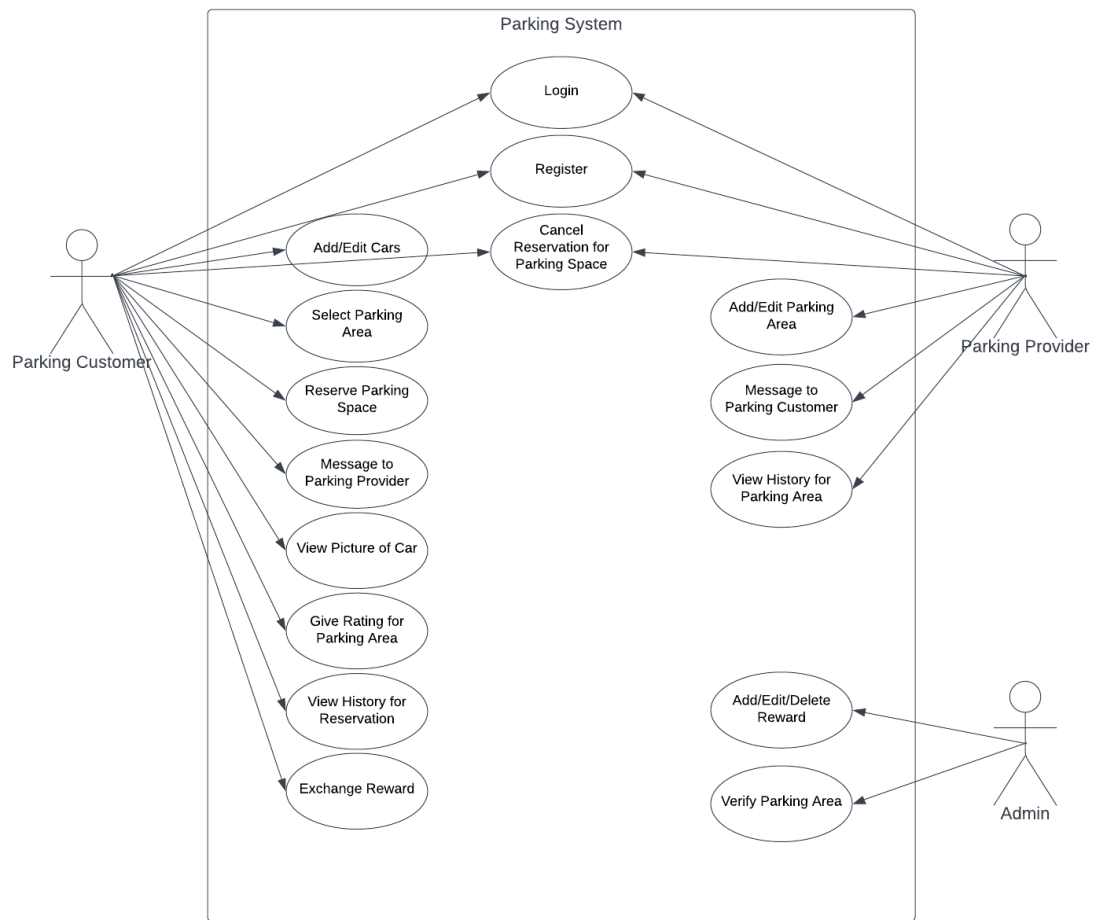 Parking System
Login
Register
Cancel
Reservation for
Parking Space
Add/Edit Cars
Select Parking
Area
Reserve Parking
Space
Message to
Parking Provider
View Picture of Car
Give Rating for
Parking Area
View History for
Reservation
Exchange Reward
Parking Customer
Add/Edit Parking
Area
Message to
Parking Customer
View History for
Parking Area
Parking Provider
Add/Edit/Delete
Reward
Verify Parking Area
Admin